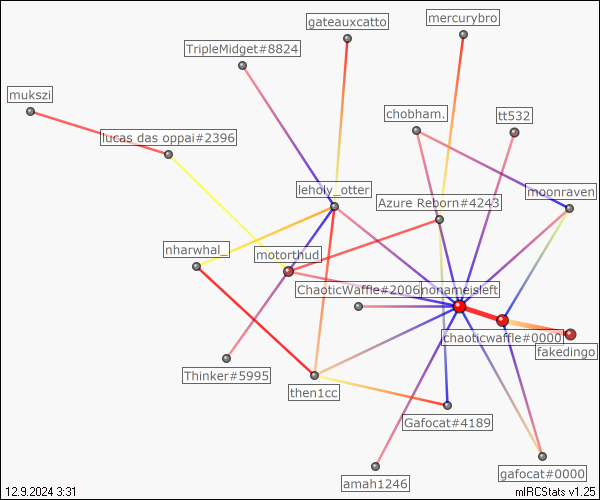 gateauxcatto
mercurybro
TripleMidget#8824
mukszi
chobham.
tt532
lucas das oppai#2396
leholy_otter
moonraven
Azure Reborn#4243
nharwhal_
motorthud
ChaoticWaffle#2006
nonameisleft
chaoticwaffle#0000
fakedingo
Thinker#5995
then1cc
Gafocat#4189
amah1246
gafocat#0000
12.9.2024 3:31
mIRCStats v1.25